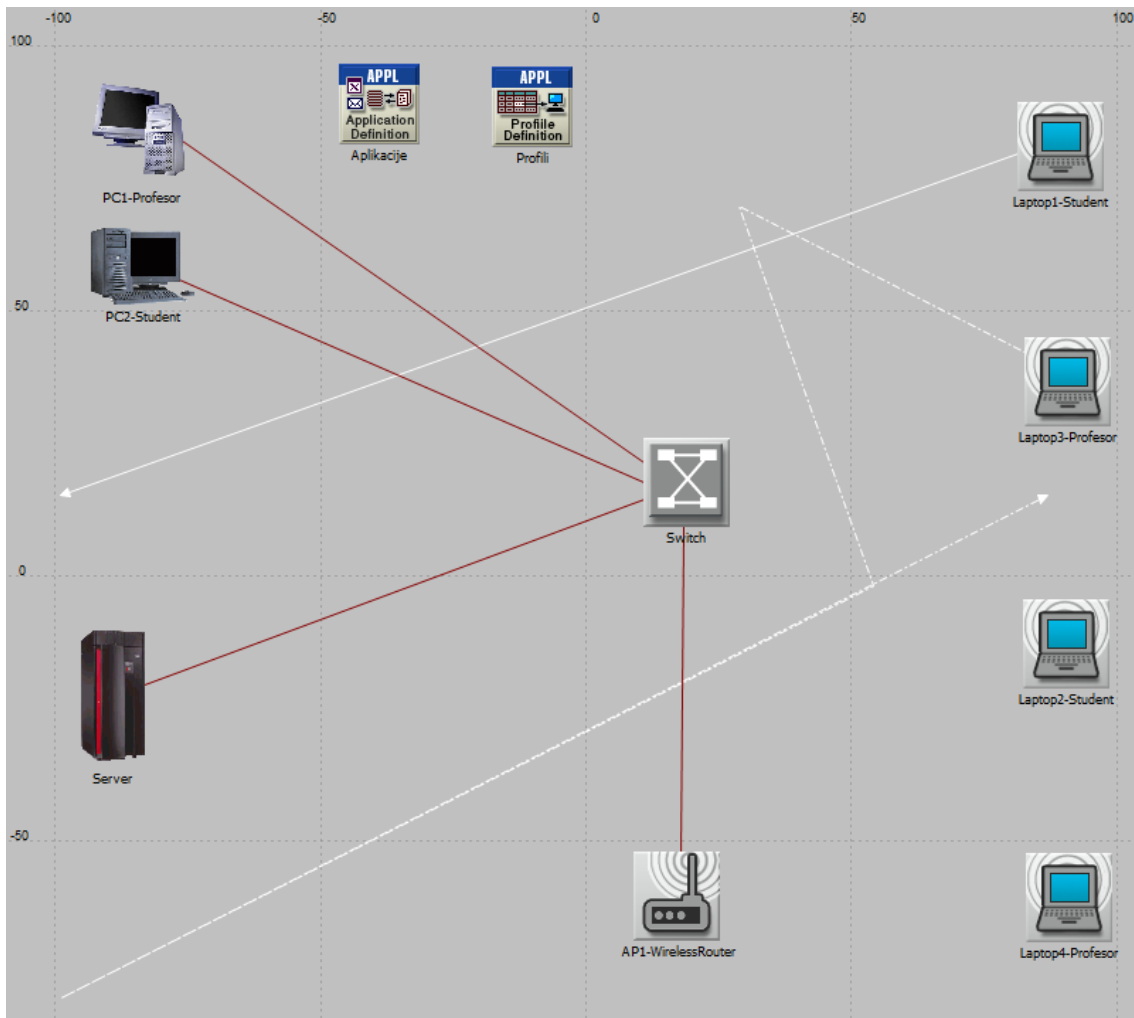 -100 -50 0 50 100
100
APPL
Application
Definition
Aplikacije
APPL
Profile
Definition
Profili
PC1-Profesor
Laptop1-Student
50
PC2-Student
Laptop3-Profesor
Switch
0
Laptop2-Student
Server
-50
AP1-WirelessRouter
Laptop4-Profesor